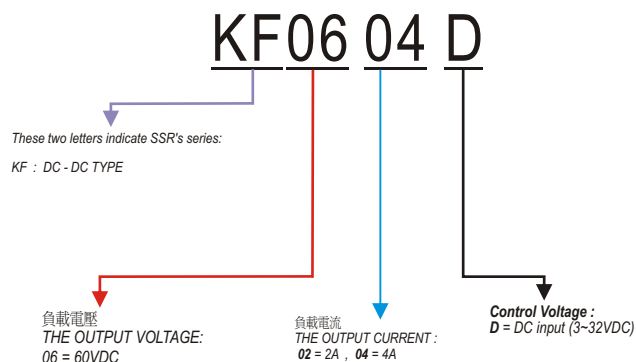 KF06 04 D
These two letters indicate SSR's series:
KF : DC - DC TYPE
負載電壓
THE OUTPUT VOLTAGE:
06 = 60VDC
負載電流
THE OUTPUT CURRENT :
02 = 2A , 04 = 4A
Control Voltage :
D = DC input (3~32VDC)